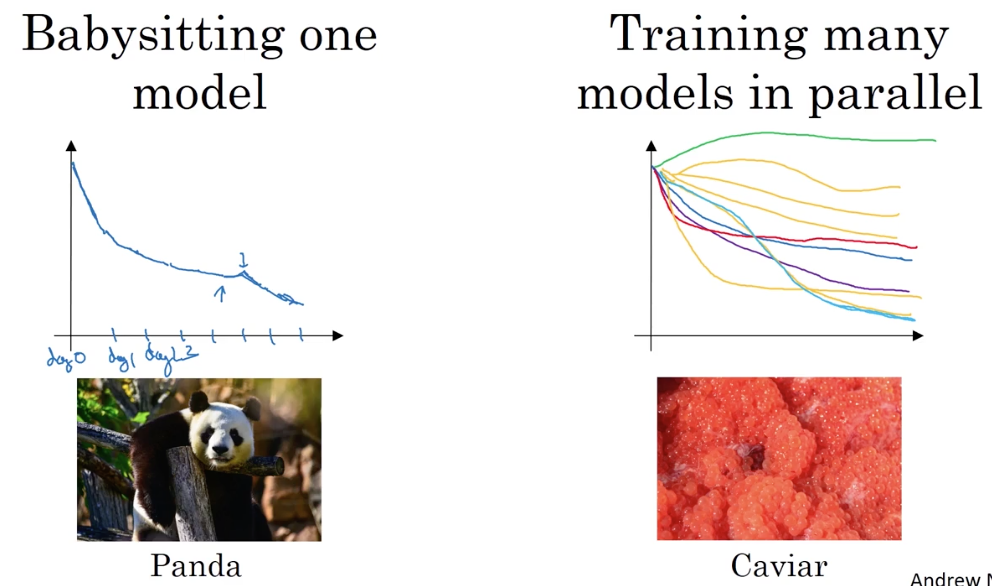 Babysitting one
model
Training many
models in parallel
day 0
day 1
day 2
Panda
Caviar
Andrew N